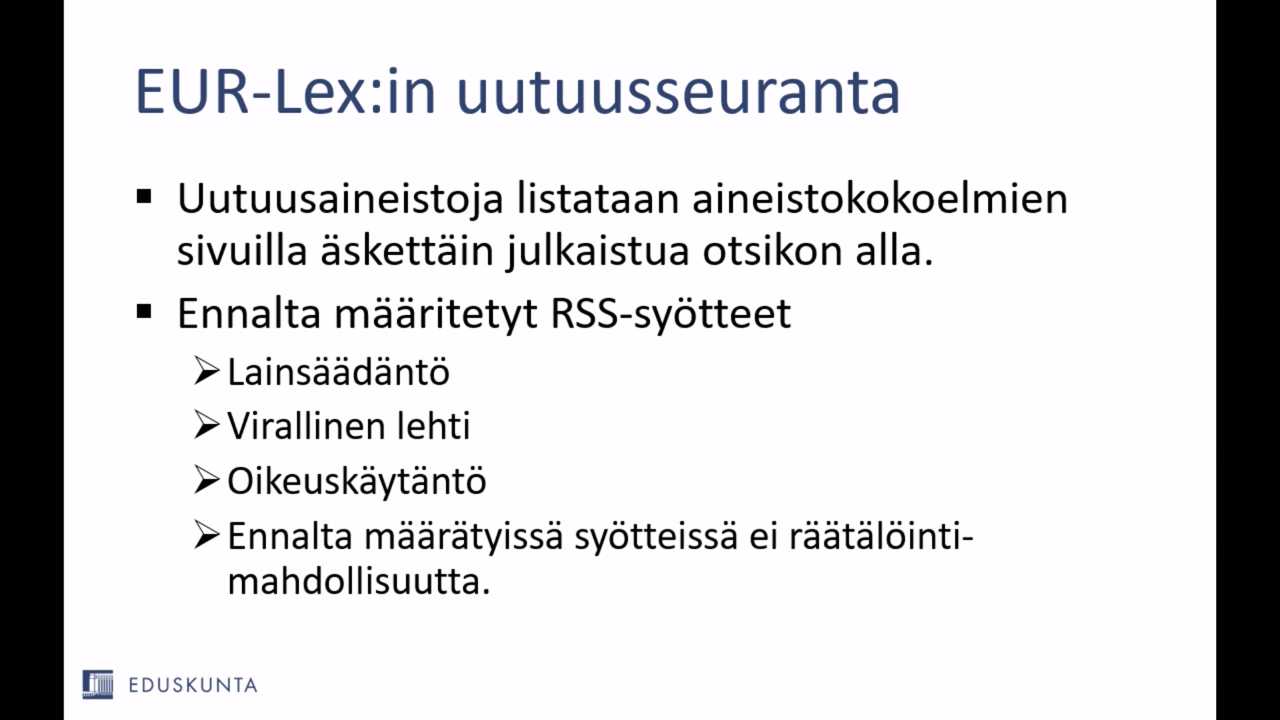 EUR-Lex:in uutuusseuranta
▪ Uutuusaineistoja listataan aineistokokoelmien
sivuilla äskettäin julkaistua otsikon alla.
▪ Ennalta määritetyt RSS-syötteet
➢ Lainsäädäntö
➢ Virallinen lehti
➢ Oikeuskäytäntö
➢ Ennalta määrätyissä syötteissä ei räätälöinti-
mahdollisuutta.
EDUSKUNTA